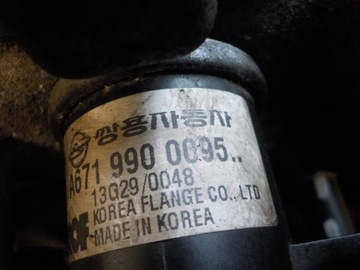 쌍용자동차
A671 990 0095..
13G29/0048
KOREA FLANGE CO., LTD
MADE IN KOREA